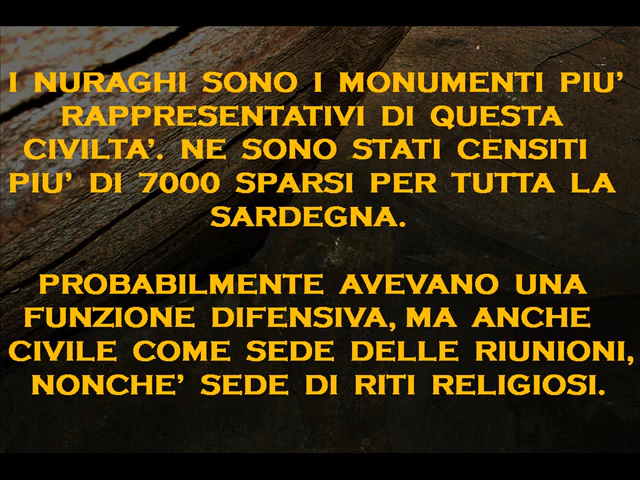 I NURAGHI SONO I MONUMENTI PIU'
RAPPRESENTATIVI DI QUESTA
CIVILTA'. NE SONO STATI CENSITI
PIU' DI 7000 SPARSI PER TUTTA LA
SARDEGNA.
PROBABILMENTE AVEVANO UNA
FUNZIONE DIFENSIVA, MA ANCHE
CIVILE COME SEDE DELLE RIUNIONI,
NONCHE' SEDE DI RITI RELIGIOSI.